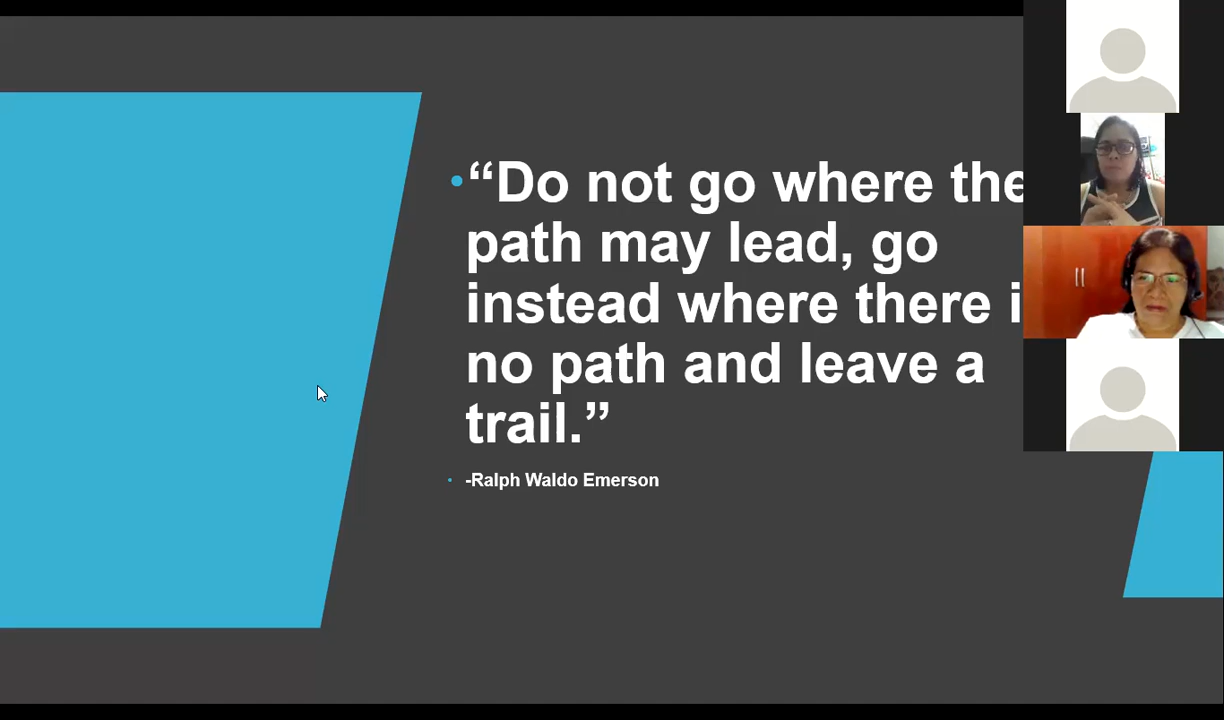 “Do not go where the
path may lead, go
instead where there i
no path and leave a
trail.”
-Ralph Waldo Emerson